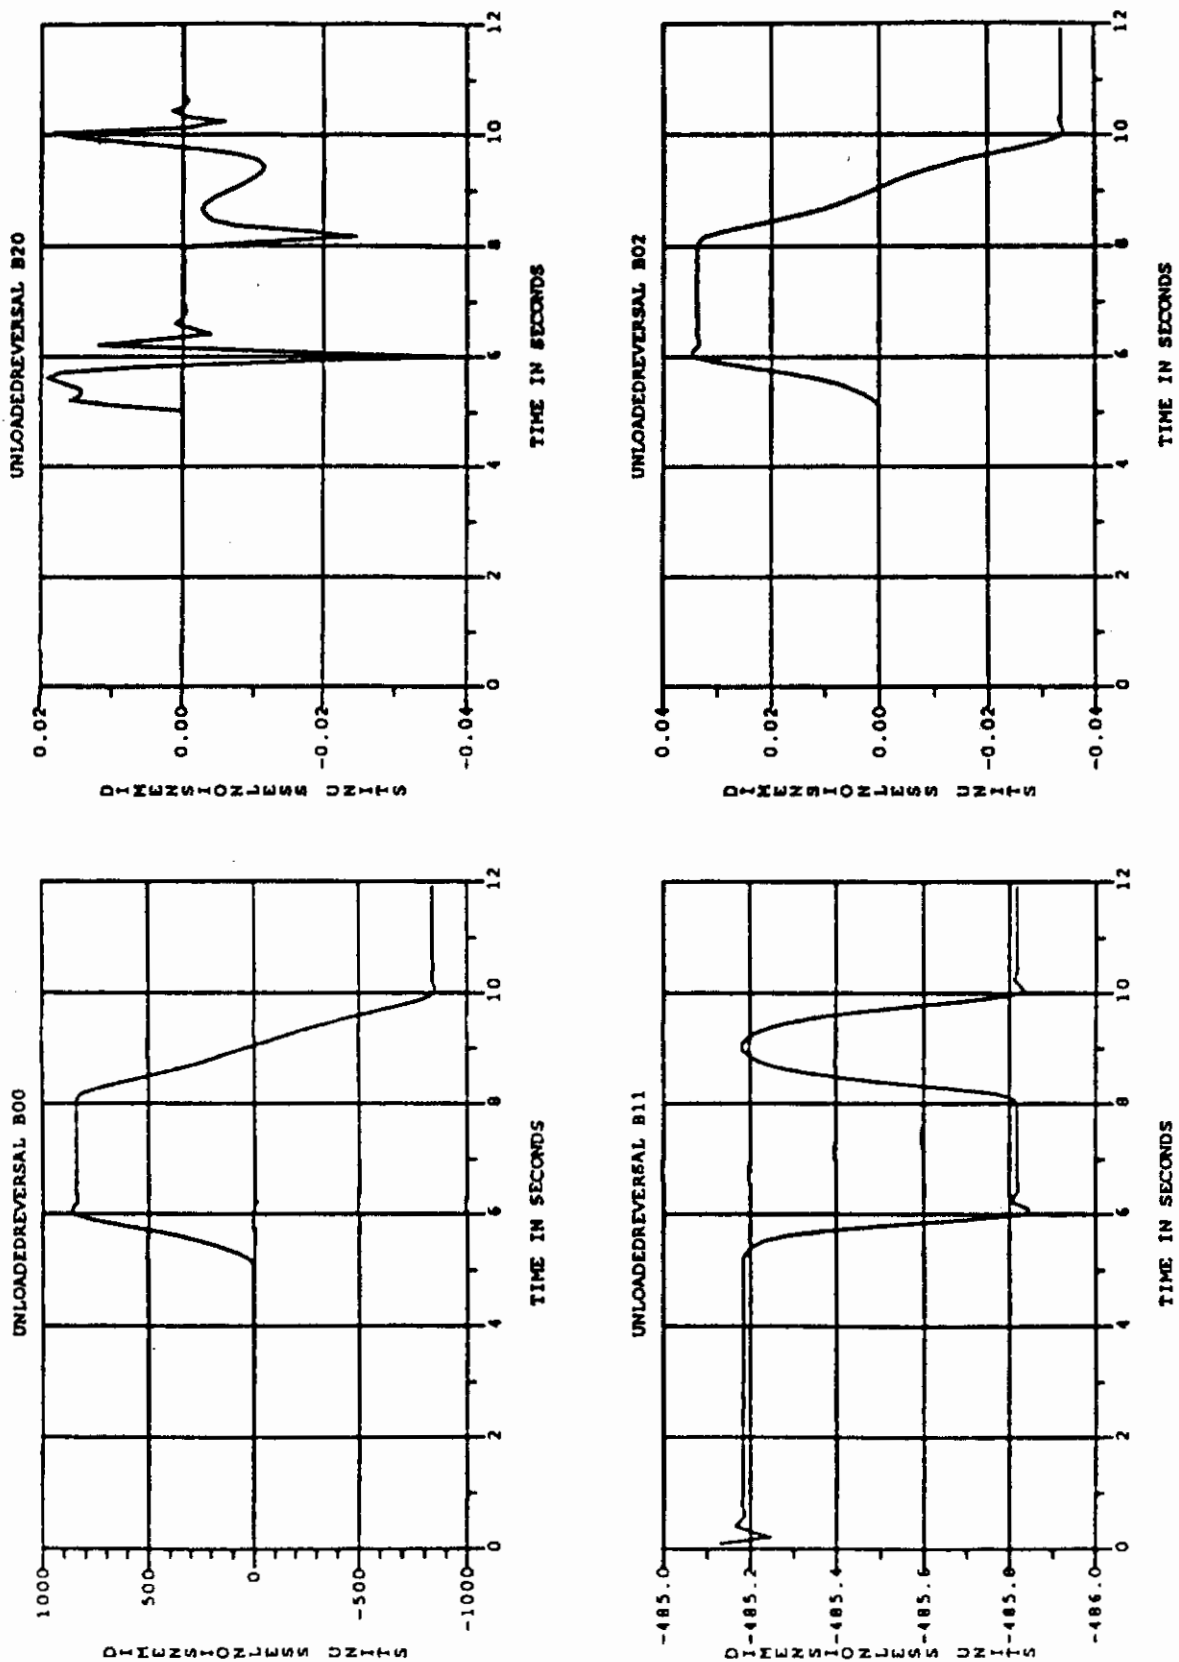 UNLOADEDREVERSAL B00
DIMENSIONLESS UNITS
1000
500
0
-500
-1000
0 2 4 6 8 10 12
TIME IN SECONDS
UNLOADEDREVERSAL B20
DIMENSIONLESS UNITS
0.02
0.00
-0.02
-0.04
0 2 4 6 8 10 12
TIME IN SECONDS
UNLOADEDREVERSAL B11
DIMENSIONLESS UNITS
-485.0
-485.2
-485.4
-485.6
-485.8
-486.0
0 2 4 6 8 10 12
TIME IN SECONDS
UNLOADEDREVERSAL B02
DIMENSIONLESS UNITS
0.04
0.02
0.00
-0.02
-0.04
0 2 4 6 8 10 12
TIME IN SECONDS